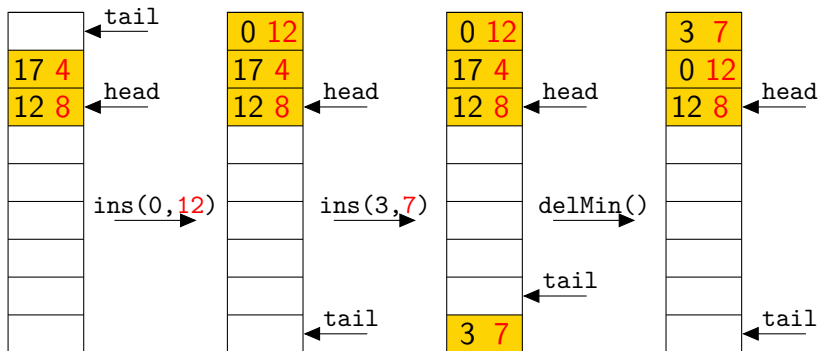 tail
0 12
0 12
3 7
17 4
17 4
17 4
0 12
12 8
head
12 8
head
12 8
head
12 8
head
ins(0,12)
ins(3,7)
delMin()
tail
tail
tail
3 7